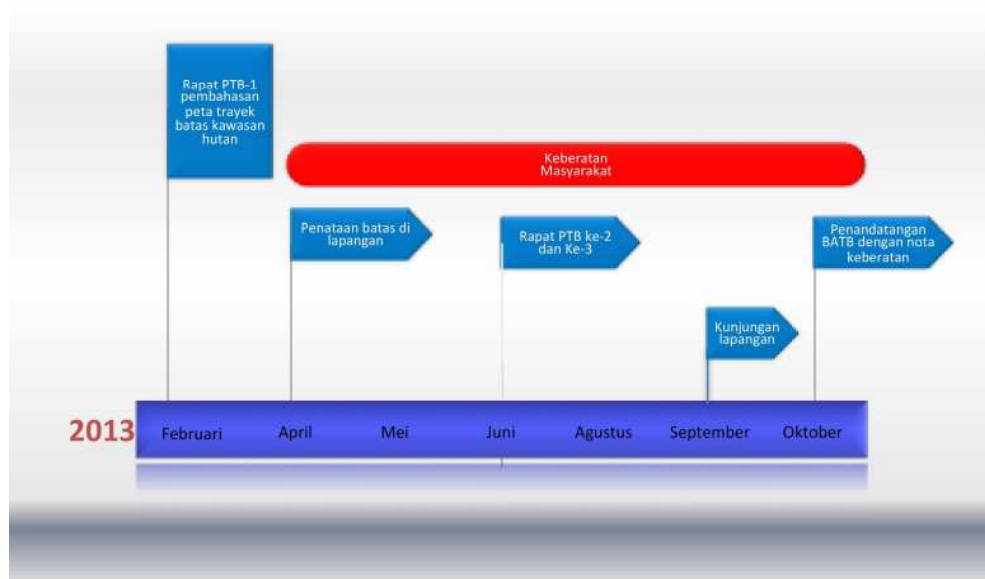 Rapat PTB-1
pembahasan
peta trayek
batas kawasan
hutan
Keberatan
Masyarakat
Penataan batas di
lapangan
Rapat PTB ke-2
dan Ke-3
Penandatangan
BATB dengan nota
keberatan
Kunjungan
lapangan
2013 Februari April Mei Juni Agustus September Oktober